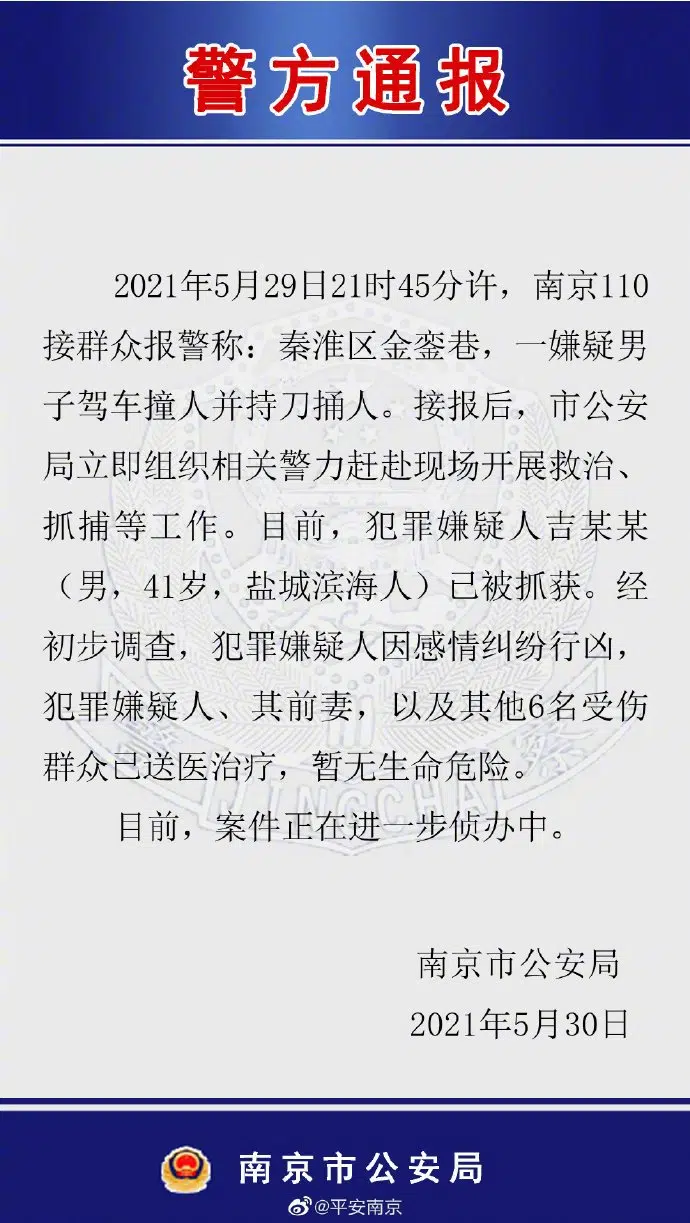 警方通报
2021年5月29日21时45分许，南京110
接群众报警称：秦淮区金銮巷，一嫌疑男
子驾车撞人并持刀捅人。接报后，市公安
局立即组织相关警力赶赴现场开展救治、
抓捕等工作。目前，犯罪嫌疑人吉某某
（男，41岁，盐城滨海人）已被抓获。经
初步调查，犯罪嫌疑人因感情纠纷行凶，
犯罪嫌疑人、其前妻，以及其他6名受伤
群众已送医治疗，暂无生命危险。
目前，案件正在进一步侦办中。
警察
JINGCHA
南京市公安局
2021年5月30日
南京市公安局
@平安南京